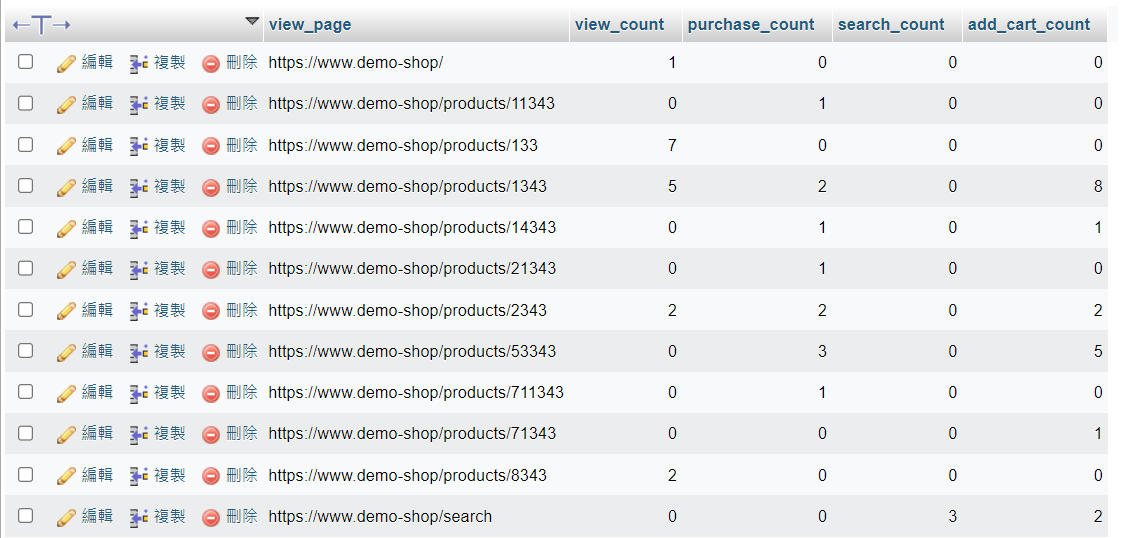 ←T→ view_page view_count purchase_count search_count add_cart_count
編輯 複製 刪除 https://www.demo-shop/ 1 0 0 0
編輯 複製 刪除 https://www.demo-shop/products/11343 0 1 0 0
編輯 複製 刪除 https://www.demo-shop/products/133 7 0 0 0
編輯 複製 刪除 https://www.demo-shop/products/1343 5 2 0 8
編輯 複製 刪除 https://www.demo-shop/products/14343 0 1 0 1
編輯 複製 刪除 https://www.demo-shop/products/21343 0 1 0 0
編輯 複製 刪除 https://www.demo-shop/products/2343 2 2 0 2
編輯 複製 刪除 https://www.demo-shop/products/53343 0 3 0 5
編輯 複製 刪除 https://www.demo-shop/products/711343 0 1 0 0
編輯 複製 刪除 https://www.demo-shop/products/71343 0 0 0 1
編輯 複製 刪除 https://www.demo-shop/products/8343 2 0 0 0
編輯 複製 刪除 https://www.demo-shop/search 0 0 3 2